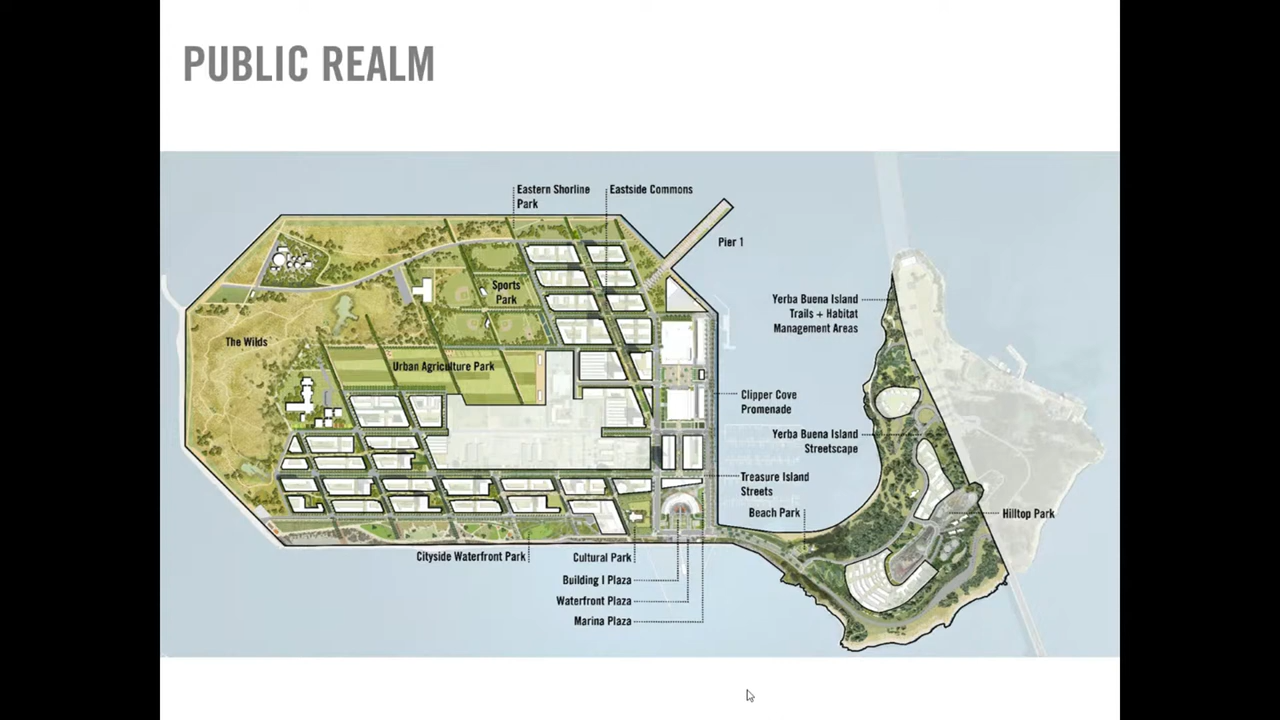 PUBLIC REALM
Eastern Shorline
Park
Eastside Commons
Pier 1
Sports
Park
Yerba Buena Island
Trails + Habitat
Management Areas
The Wilds
Urban Agriculture Park
Clipper Cove
Promenade
Yerba Buena Island
Streetscape
Treasure Island
Streets
Beach Park
Hilltop Park
Cityside Waterfront Park
Cultural Park
Building I Plaza
Waterfront Plaza
Marina Plaza